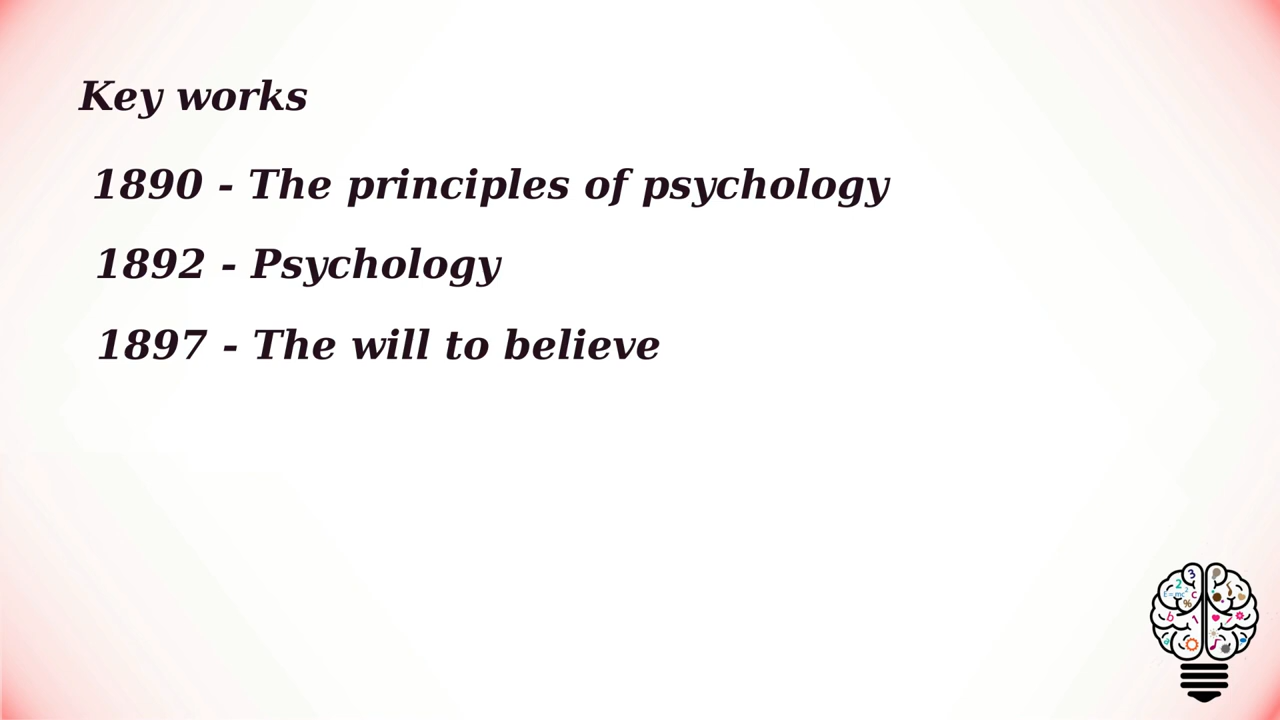 Key works
1890 - The principles of psychology
1892 - Psychology
1897 - The will to believe